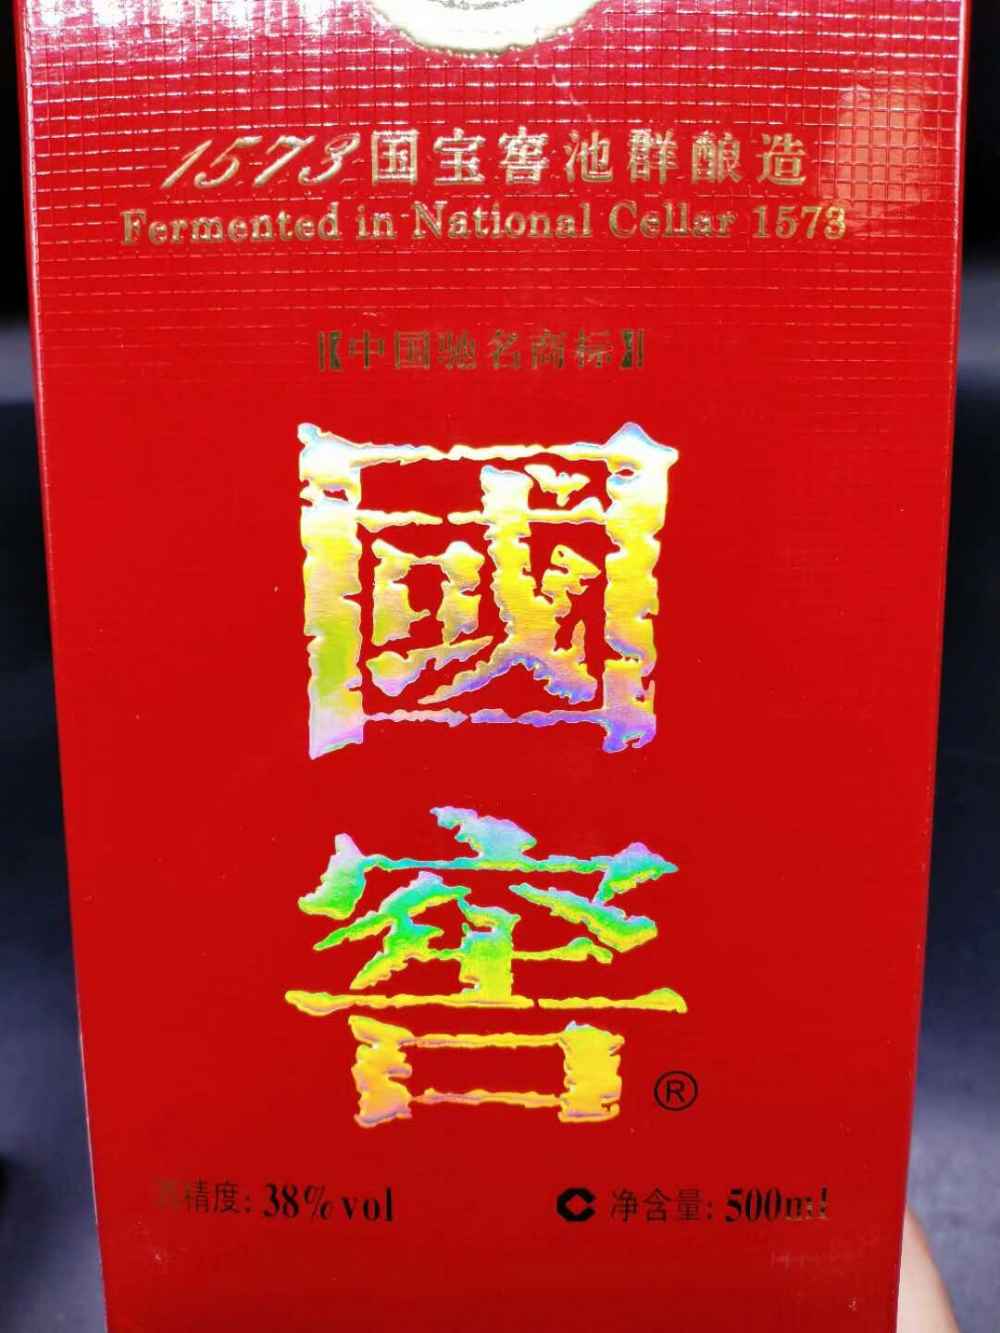 1573国宝窖池群酿造
Fermented in National Cellar 1573
【中国驰名商标】
國窖®
酒精度: 38%vol
净含量: 500ml